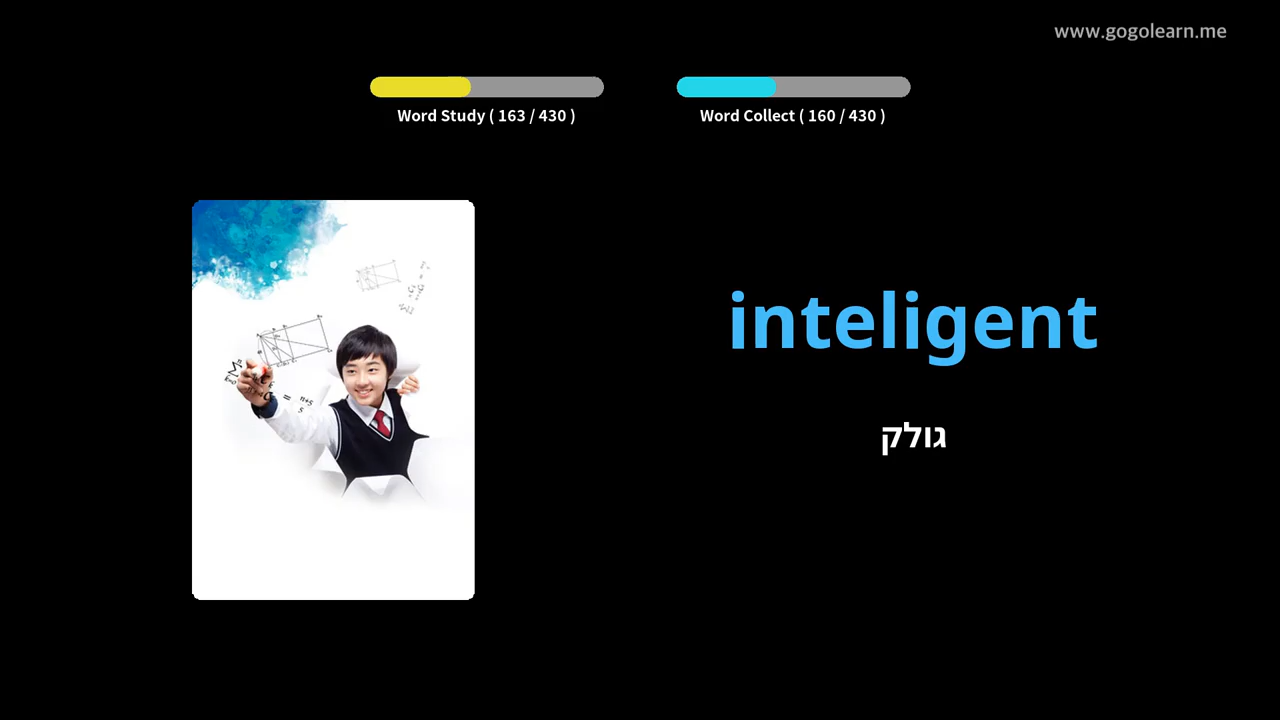 www.gogolearn.me
Word Study ( 163 / 430 )
Word Collect ( 160 / 430 )
inteligent
גולק